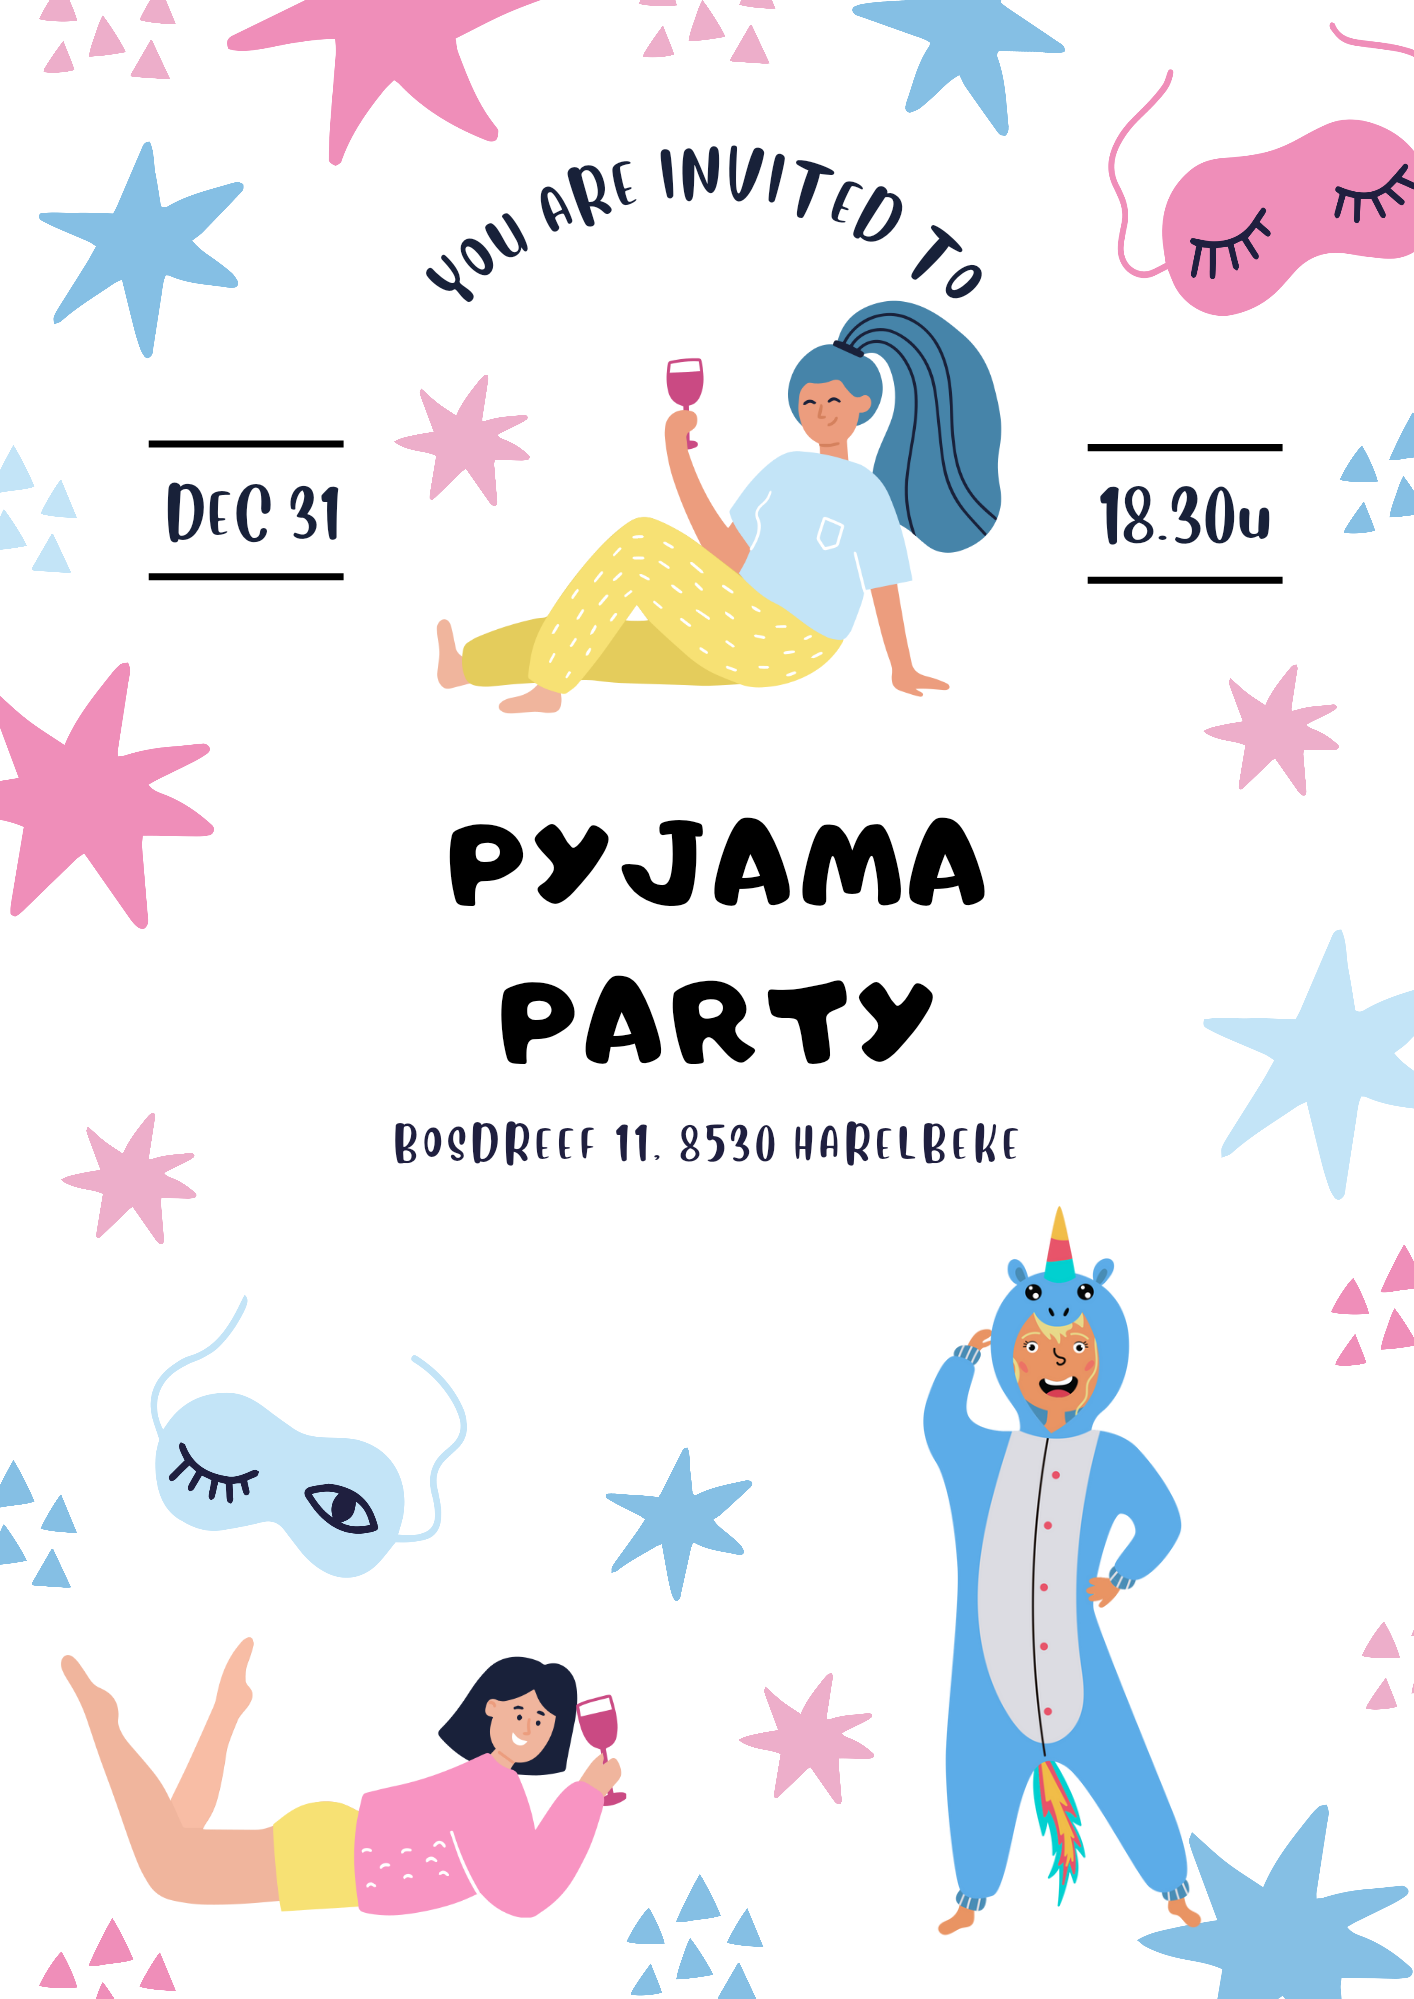 YOU ARE INVITED TO
DEC 31
18.30u
PYJAMA
PARTY
BOSDREEF 11, 8530 HARELBEKE